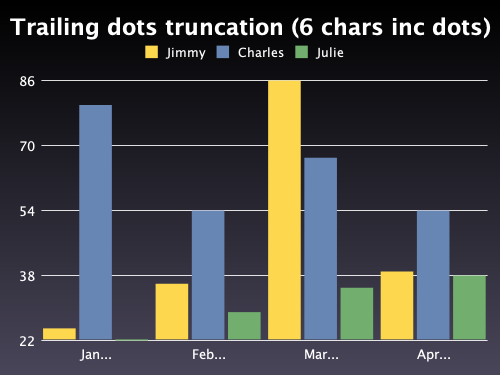 Trailing dots truncation (6 chars inc dots)
Jimmy Charles Julie
86
70
54
38
22
Jan... Feb... Mar... Apr...